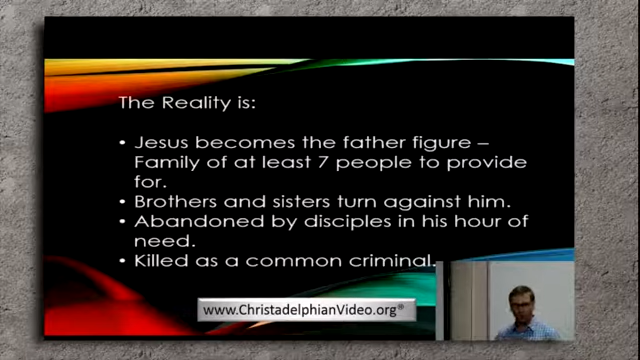 The Reality is:
• Jesus becomes the father figure –
Family of at least 7 people to provide
for.
• Brothers and sisters turn against him.
• Abandoned by disciples in his hour of
need.
• Killed as a common criminal.
www.ChristadelphianVideo.org®